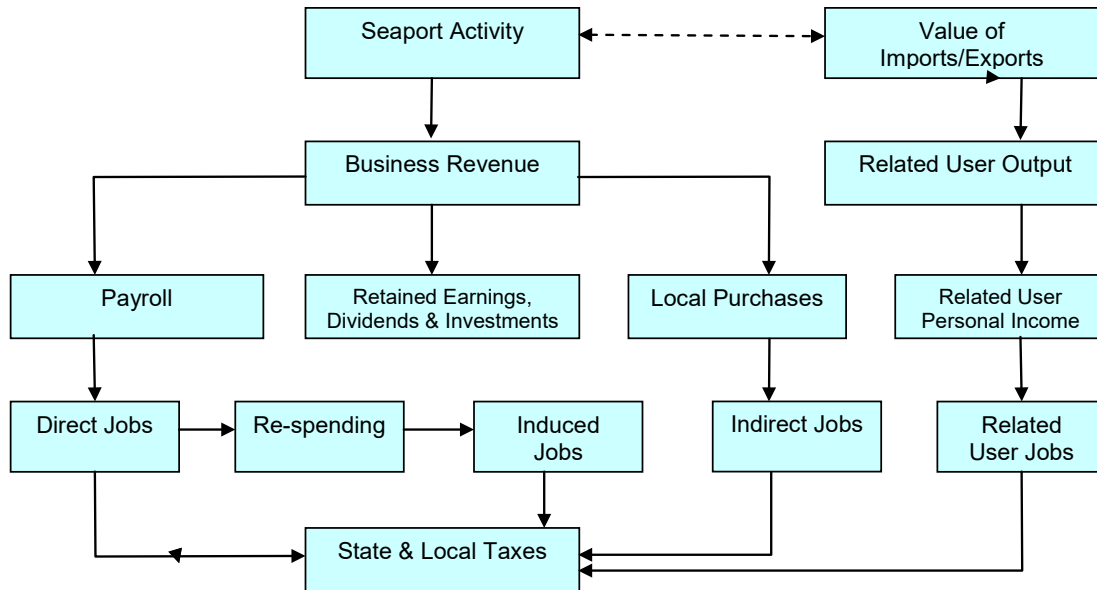 Seaport Activity
Value of
Imports/Exports
Business Revenue
Related User Output
Payroll
Retained Earnings,
Dividends & Investments
Local Purchases
Related User
Personal Income
Direct Jobs
Re-spending
Induced
Jobs
Indirect Jobs
Related
User Jobs
State & Local Taxes